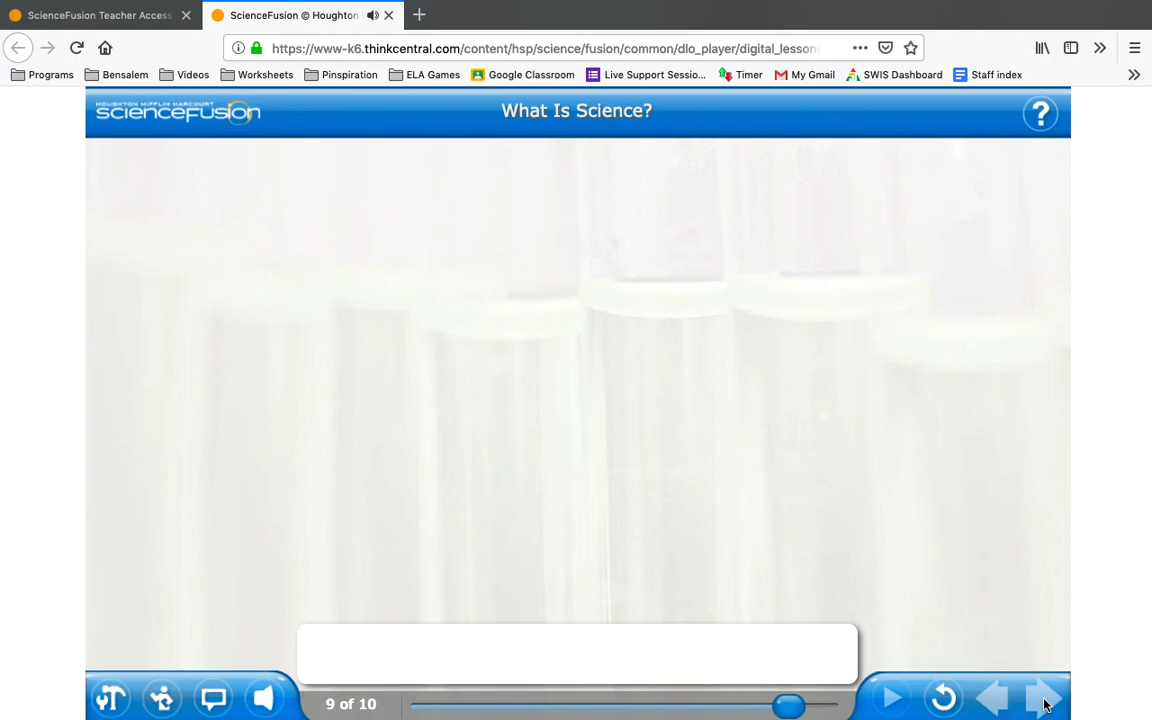 ScienceFusion Teacher Access
ScienceFusion © Houghton
https://www-k6.thinkcentral.com/content/hsp/science/fusion/common/dlo_player/digital_lesson
Programs
Bensalem
Videos
Worksheets
Pinspiration
ELA Games
Google Classroom
Live Support Sessio...
Timer
My Gmail
SWIS Dashboard
Staff index
HOUGHTON MIFFLIN HARCOURT
scienceFusion
What Is Science?
?
9 of 10